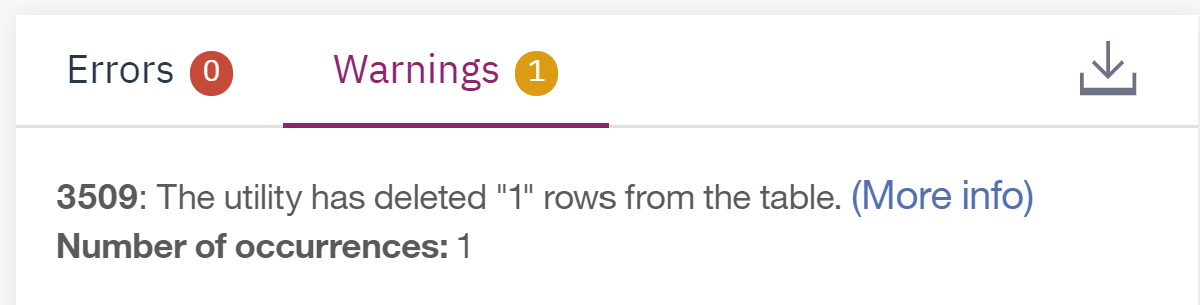 Errors 0 Warnings 1
3509: The utility has deleted "1" rows from the table. (More info)
Number of occurrences: 1